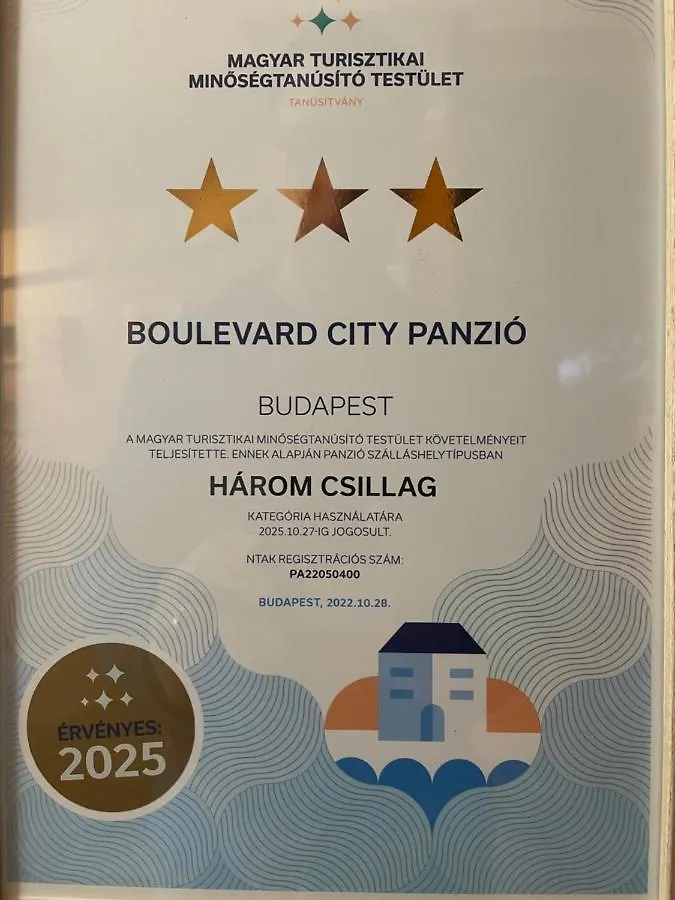 MAGYAR TURISZTIKAI
MINŐSÉGTANÚSÍTÓ TESTÜLET
TANÚSÍTVÁNY
BOULEVARD CITY PANZIÓ
BUDAPEST
A MAGYAR TURISZTIKAI MINŐSÉGTANÚSÍTÓ TESTÜLET KÖVETELMÉNYEIT
TELJESÍTETTE. ENNEK ALAPJÁN PANZIÓ SZÁLLÁSHELYTÍPUSBAN
HÁROM CSILLAG
KATEGÓRIA HASZNÁLATÁRA
2025.10.27-IG JOGOSULT.
NTAK REGISZTRÁCIÓS SZÁM:
PA22050400
BUDAPEST, 2022.10.28.
ÉRVÉNYES:
2025